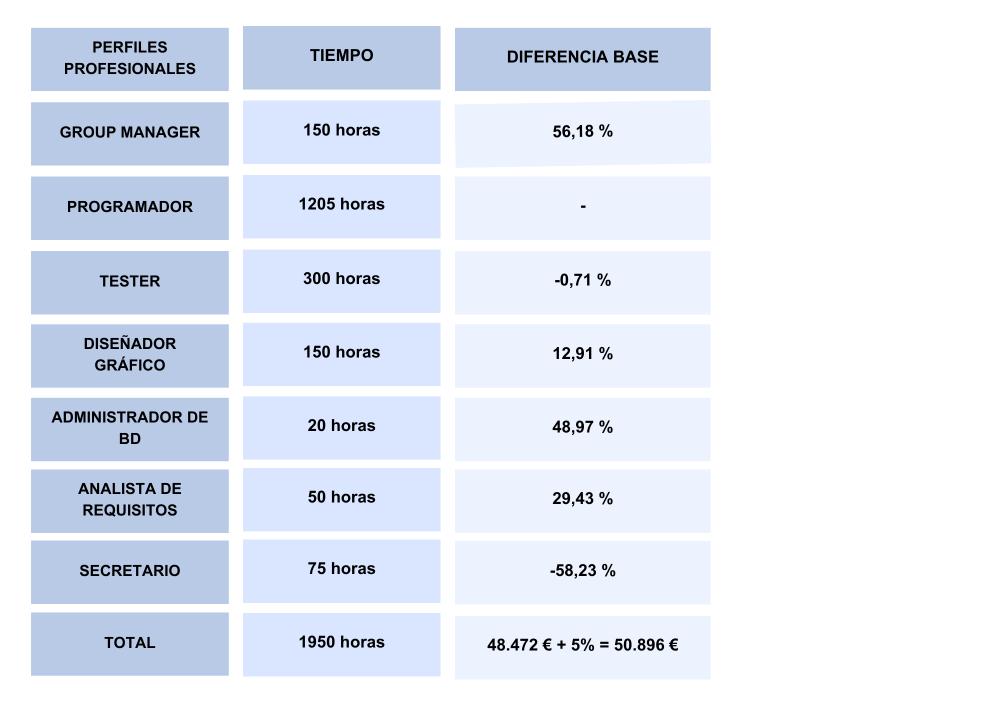 PERFILES
PROFESIONALES
TIEMPO
DIFERENCIA BASE
GROUP MANAGER
150 horas
56,18 %
PROGRAMADOR
1205 horas
-
TESTER
300 horas
-0,71 %
DISEÑADOR
GRÁFICO
150 horas
12,91 %
ADMINISTRADOR DE
BD
20 horas
48,97 %
ANALISTA DE
REQUISITOS
50 horas
29,43 %
SECRETARIO
75 horas
-58,23 %
TOTAL
1950 horas
48.472 € + 5% = 50.896 €